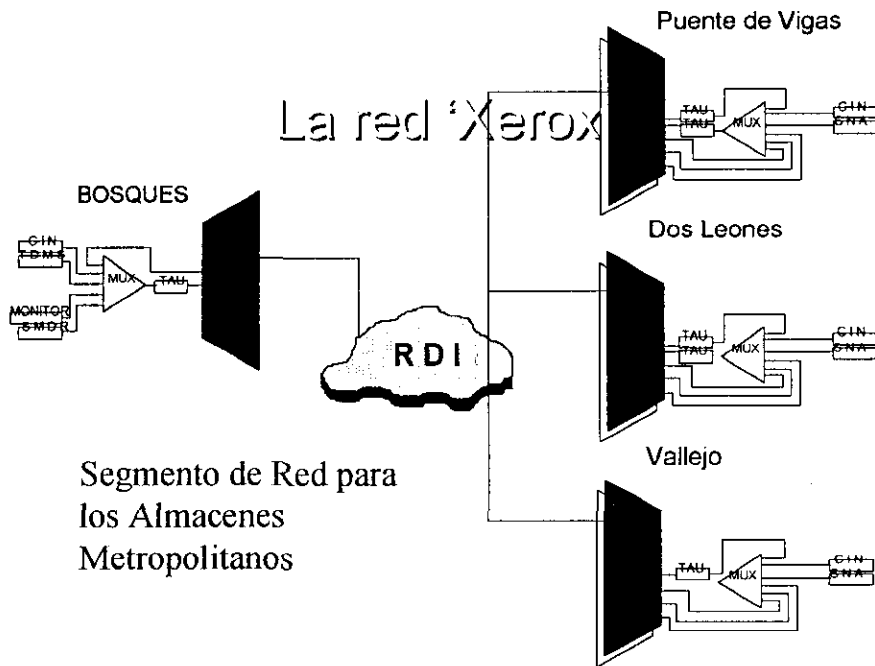 Puente de Vigas
La red 'Xerox
TAU
TAU
MUX
CIN
SNA
BOSQUES
CIN
TDMS
MUX
TAU
MONITOR
SMDR
Dos Leones
TAU
TAU
MUX
CIN
SNA
RDI
Vallejo
TAU
MUX
CIN
SNA
Segmento de Red para
los Almacenes
Metropolitanos